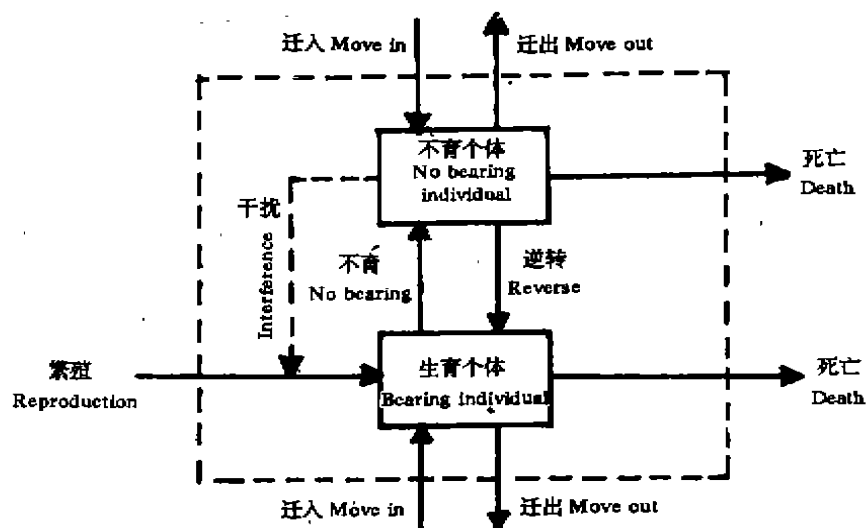 迁入 Move in
迁出 Move out
不育个体
No bearing
individual
死亡
Death
干扰
Interference
不育
No bearing
逆转
Reverse
繁殖
Reproduction
生育个体
Bearing individual
死亡
Death
迁入 Move in
迁出 Move out